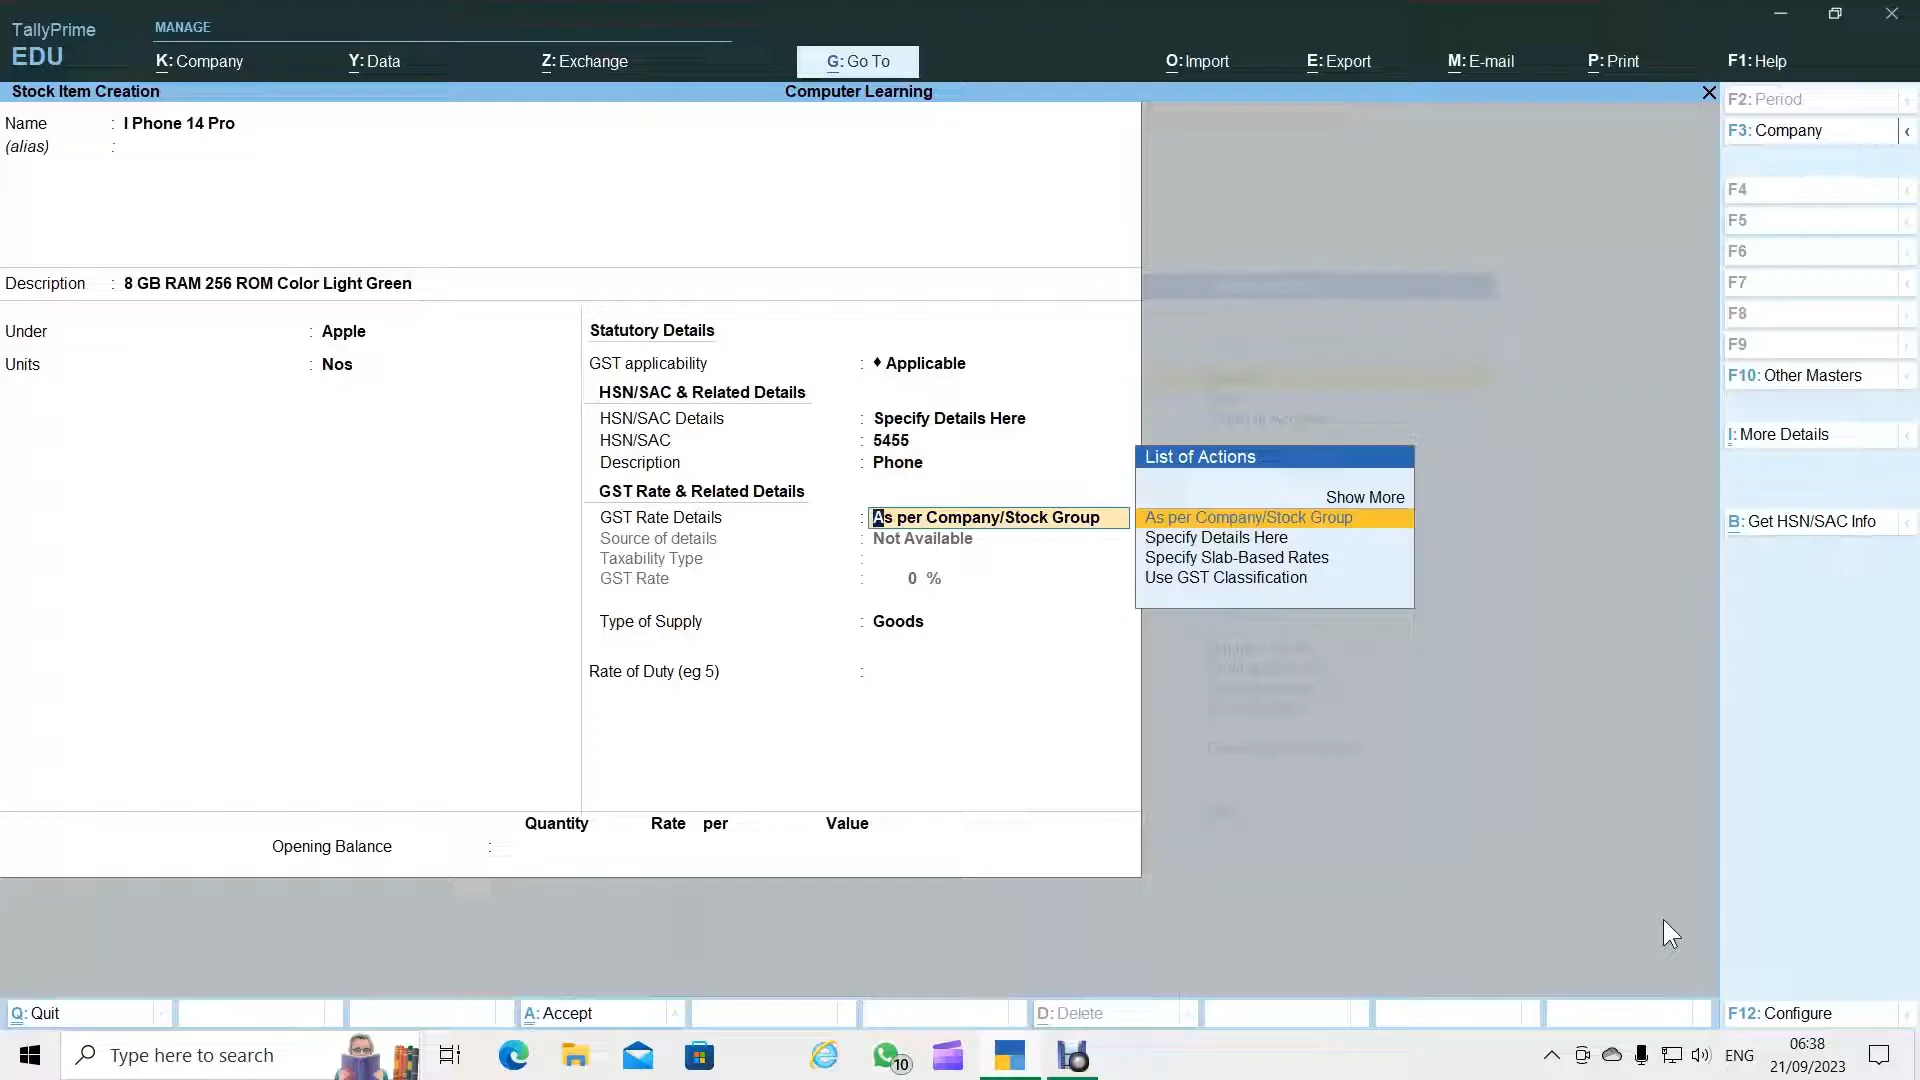 TallyPrime
EDU
MANAGE
K: Company
Y: Data
Z: Exchange
G: Go To
O: Import
E: Export
M: E-mail
P: Print
F1: Help
Stock Item Creation
Computer Learning
Name : I Phone 14 Pro
(alias) :
Description : 8 GB RAM 256 ROM Color Light Green
Under : Apple
Units : Nos
Statutory Details
GST applicability : ♦ Applicable
HSN/SAC & Related Details
HSN/SAC Details : Specify Details Here
HSN/SAC : 5455
Description : Phone
GST Rate & Related Details
GST Rate Details : As per Company/Stock Group
Source of details : Not Available
Taxability Type :
GST Rate : 0 %
Type of Supply : Goods
Rate of Duty (eg 5) :
List of Actions
Show More
As per Company/Stock Group
Specify Details Here
Specify Slab-Based Rates
Use GST Classification
Quantity Rate per Value
Opening Balance :
F2: Period
F3: Company
F4
F5
F6
F7
F8
F9
F10: Other Masters
I: More Details
B: Get HSN/SAC Info
F12: Configure
Q: Quit
A: Accept
D: Delete
Type here to search
10
ENG
06:38
21/09/2023